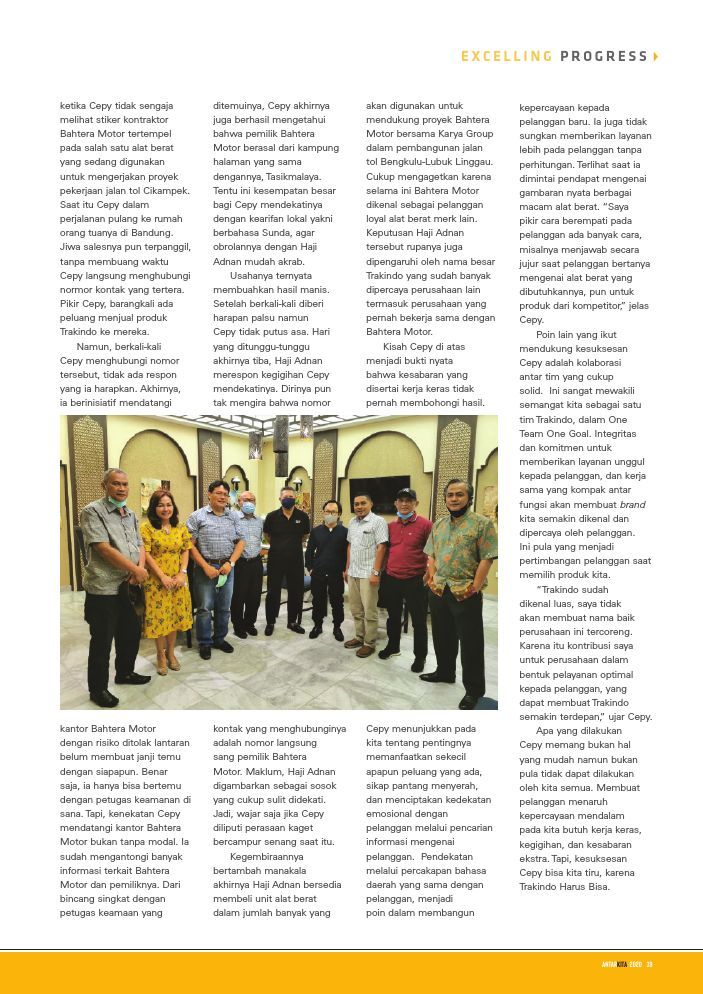 EXCELLING PROGRESS
ketika Cepy tidak sengaja
melihat stiker kontraktor
Bahtera Motor tertempel
pada salah satu alat berat
yang sedang digunakan
untuk mengerjakan proyek
pekerjaan jalan tol Cikampek.
Saat itu Cepy dalam
perjalanan pulang ke rumah
orang tuanya di Bandung.
Jiwa salesnya pun terpanggil,
tanpa membuang waktu
Cepy langsung menghubungi
normor kontak yang tertera.
Pikir Cepy, barangkali ada
peluang menjual produk
Trakindo ke mereka.
Namun, berkali-kali
Cepy menghubungi nomor
tersebut, tidak ada respon
yang ia harapkan. Akhirnya,
ia berinisiatif mendatangi
kantor Bahtera Motor
dengan risiko ditolak lantaran
belum membuat janji temu
dengan siapapun. Benar
saja, ia hanya bisa bertemu
dengan petugas keamanan di
sana. Tapi, kenekatan Cepy
mendatangi kantor Bahtera
Motor bukan tanpa modal. Ia
sudah mengantongi banyak
informasi terkait Bahtera
Motor dan pemiliknya. Dari
bincang singkat dengan
petugas keamaan yang
ditemuinya, Cepy akhirnya
juga berhasil mengetahui
bahwa pemilik Bahtera
Motor berasal dari kampung
halaman yang sama
dengannya, Tasikmalaya.
Tentu ini kesempatan besar
bagi Cepy mendekatinya
dengan kearifan lokal yakni
berbahasa Sunda, agar
obrolannya dengan Haji
Adnan mudah akrab.
Usahanya ternyata
membuahkan hasil manis.
Setelah berkali-kali diberi
harapan palsu namun
Cepy tidak putus asa. Hari
yang ditunggu-tunggu
akhirnya tiba, Haji Adnan
merespon kegigihan Cepy
mendekatinya. Dirinya pun
tak mengira bahwa nomor
kontak yang menghubunginya
adalah nomor langsung
sang pemilik Bahtera
Motor. Maklum, Haji Adnan
digambarkan sebagai sosok
yang cukup sulit didekati.
Jadi, wajar saja jika Cepy
diliputi perasaan kaget
bercampur senang saat itu.
Kegembiraannya
bertambah manakala
akhirnya Haji Adnan bersedia
membeli unit alat berat
dalam jumlah banyak yang
akan digunakan untuk
mendukung proyek Bahtera
Motor bersama Karya Group
dalam pembangunan jalan
tol Bengkulu-Lubuk Linggau.
Cukup mengagetkan karena
selama ini Bahtera Motor
dikenal sebagai pelanggan
loyal alat berat merk lain.
Keputusan Haji Adnan
tersebut rupanya juga
dipengaruhi oleh nama besar
Trakindo yang sudah banyak
dipercaya perusahaan lain
termasuk perusahaan yang
pernah bekerja sama dengan
Bahtera Motor.
Kisah Cepy di atas
menjadi bukti nyata
bahwa kesabaran yang
disertai kerja keras tidak
pernah membohongi hasil.
Cepy menunjukkan pada
kita tentang pentingnya
memanfaatkan sekecil
apapun peluang yang ada,
sikap pantang menyerah,
dan menciptakan kedekatan
emosional dengan
pelanggan melalui pencarian
informasi mengenai
pelanggan. Pendekatan
melalui percakapan bahasa
daerah yang sama dengan
pelanggan, menjadi
poin dalam membangun
kepercayaan kepada
pelanggan baru. Ia juga tidak
sungkan memberikan layanan
lebih pada pelanggan tanpa
perhitungan. Terlihat saat ia
dimintai pendapat mengenai
gambaran nyata berbagai
macam alat berat. “Saya
pikir cara berempati pada
pelanggan ada banyak cara,
misalnya menjawab secara
jujur saat pelanggan bertanya
mengenai alat berat yang
dibutuhkannya, pun untuk
produk dari kompetitor,” jelas
Cepy.
Poin lain yang ikut
mendukung kesuksesan
Cepy adalah kolaborasi
antar tim yang cukup
solid. Ini sangat mewakili
semangat kita sebagai satu
tim Trakindo, dalam One
Team One Goal. Integritas
dan komitmen untuk
memberikan layanan unggul
kepada pelanggan, dan kerja
sama yang kompak antar
fungsi akan membuat brand
kita semakin dikenal dan
dipercaya oleh pelanggan.
Ini pula yang menjadi
pertimbangan pelanggan saat
memilih produk kita.
“Trakindo sudah
dikenal luas, saya tidak
akan membuat nama baik
perusahaan ini tercoreng.
Karena itu kontribusi saya
untuk perusahaan dalam
bentuk pelayanan optimal
kepada pelanggan, yang
dapat membuat Trakindo
semakin terdepan,” ujar Cepy.
Apa yang dilakukan
Cepy memang bukan hal
yang mudah namun bukan
pula tidak dapat dilakukan
oleh kita semua. Membuat
pelanggan menaruh
kepercayaan mendalam
pada kita butuh kerja keras,
kegigihan, dan kesabaran
ekstra. Tapi, kesuksesan
Cepy bisa kita tiru, karena
Trakindo Harus Bisa.
ANTARKITA 2020